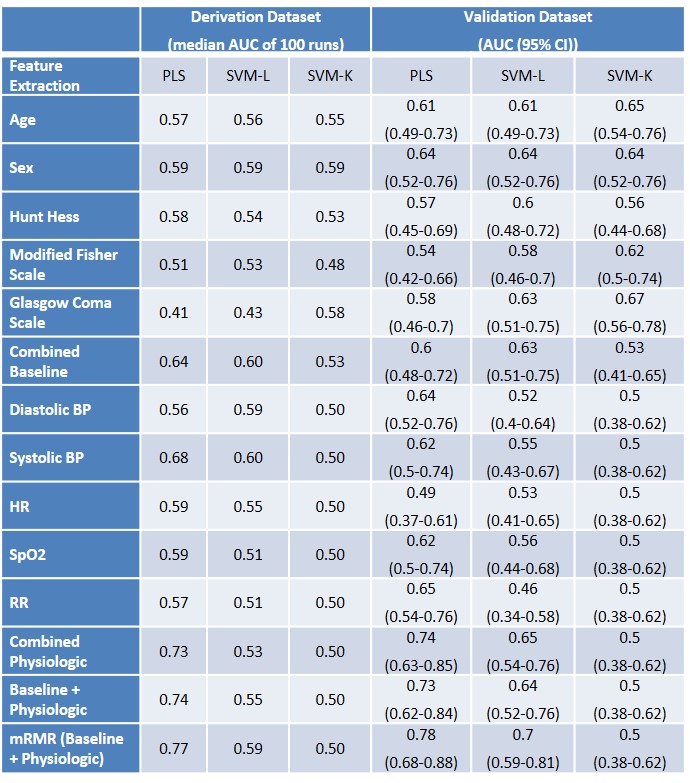 Derivation Dataset Validation Dataset
(median AUC of 100 runs) (AUC (95% CI))
Feature Extraction PLS SVM-L SVM-K PLS SVM-L SVM-K
Age 0.57 0.56 0.55 0.61 0.61 0.65
(0.49-0.73) (0.49-0.73) (0.54-0.76)
Sex 0.59 0.59 0.59 0.64 0.64 0.64
(0.52-0.76) (0.52-0.76) (0.52-0.76)
Hunt Hess 0.58 0.54 0.53 0.57 0.6 0.56
(0.45-0.69) (0.48-0.72) (0.44-0.68)
Modified Fisher Scale 0.51 0.53 0.48 0.54 0.58 0.62
(0.42-0.66) (0.46-0.7) (0.5-0.74)
Glasgow Coma Scale 0.41 0.43 0.58 0.58 0.63 0.67
(0.46-0.7) (0.51-0.75) (0.56-0.78)
Combined Baseline 0.64 0.60 0.53 0.6 0.63 0.53
(0.48-0.72) (0.51-0.75) (0.41-0.65)
Diastolic BP 0.56 0.59 0.50 0.64 0.52 0.5
(0.52-0.76) (0.4-0.64) (0.38-0.62)
Systolic BP 0.68 0.60 0.50 0.62 0.55 0.5
(0.5-0.74) (0.43-0.67) (0.38-0.62)
HR 0.59 0.55 0.50 0.49 0.53 0.5
(0.37-0.61) (0.41-0.65) (0.38-0.62)
SpO2 0.59 0.51 0.50 0.62 0.56 0.5
(0.5-0.74) (0.44-0.68) (0.38-0.62)
RR 0.57 0.51 0.50 0.65 0.46 0.5
(0.54-0.76) (0.34-0.58) (0.38-0.62)
Combined Physiologic 0.73 0.53 0.50 0.74 0.65 0.5
(0.63-0.85) (0.54-0.76) (0.38-0.62)
Baseline + Physiologic 0.74 0.55 0.50 0.73 0.64 0.5
(0.62-0.84) (0.52-0.76) (0.38-0.62)
mRMR (Baseline + Physiologic) 0.77 0.59 0.50 0.78 0.7 0.5
(0.68-0.88) (0.59-0.81) (0.38-0.62)